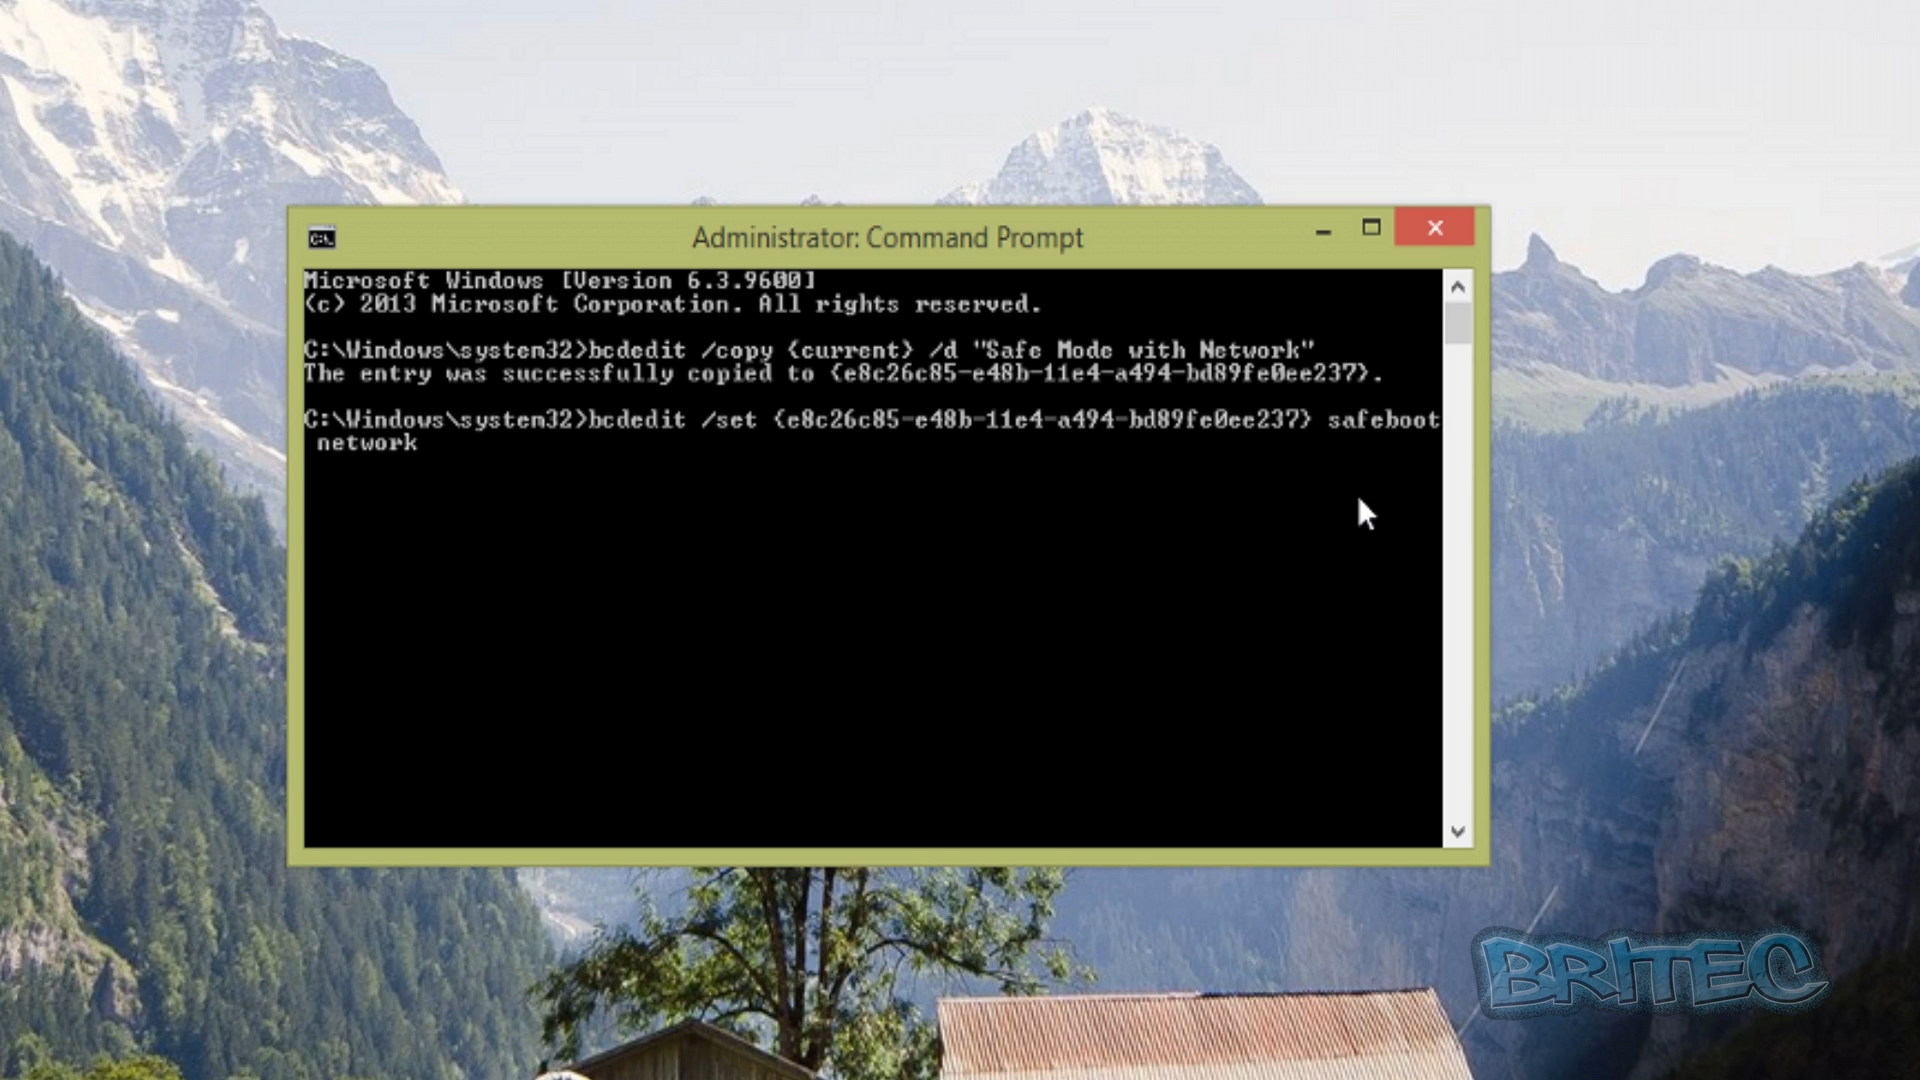 Administrator: Command Prompt
Microsoft Windows [Version 6.3.9600]
(c) 2013 Microsoft Corporation. All rights reserved.
C:\Windows\system32>bcdedit /copy {current} /d "Safe Mode with Network"
The entry was successfully copied to {e8c26c85-e48b-11e4-a494-bd89fe0ee237}.
C:\Windows\system32>bcdedit /set {e8c26c85-e48b-11e4-a494-bd89fe0ee237} safeboot
network
BRITEC